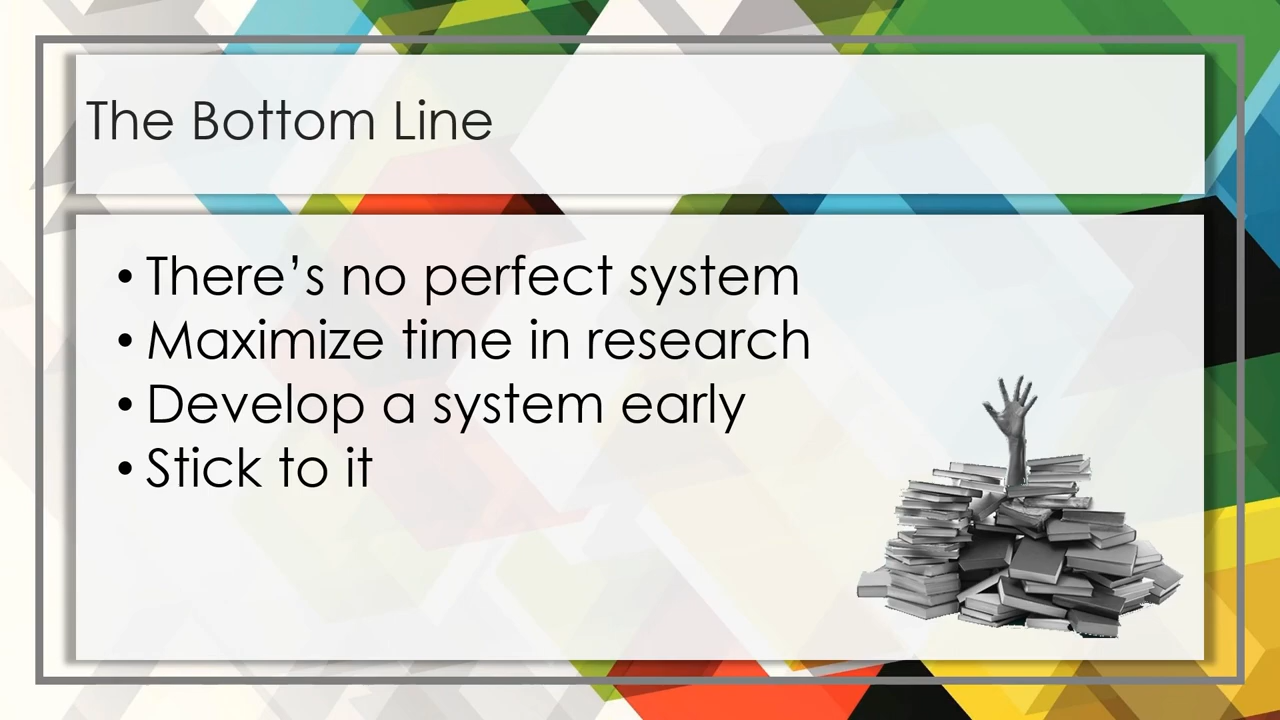 The Bottom Line
• There’s no perfect system
• Maximize time in research
• Develop a system early
• Stick to it